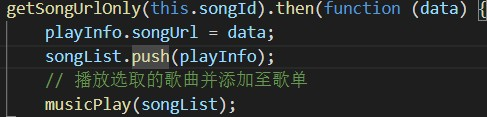 getSongUrlOnly(this.songId).then(function (data) {
playInfo.songUrl = data;
songList.push(playInfo);
// 播放选取的歌曲并添加至歌单
musicPlay(songList);